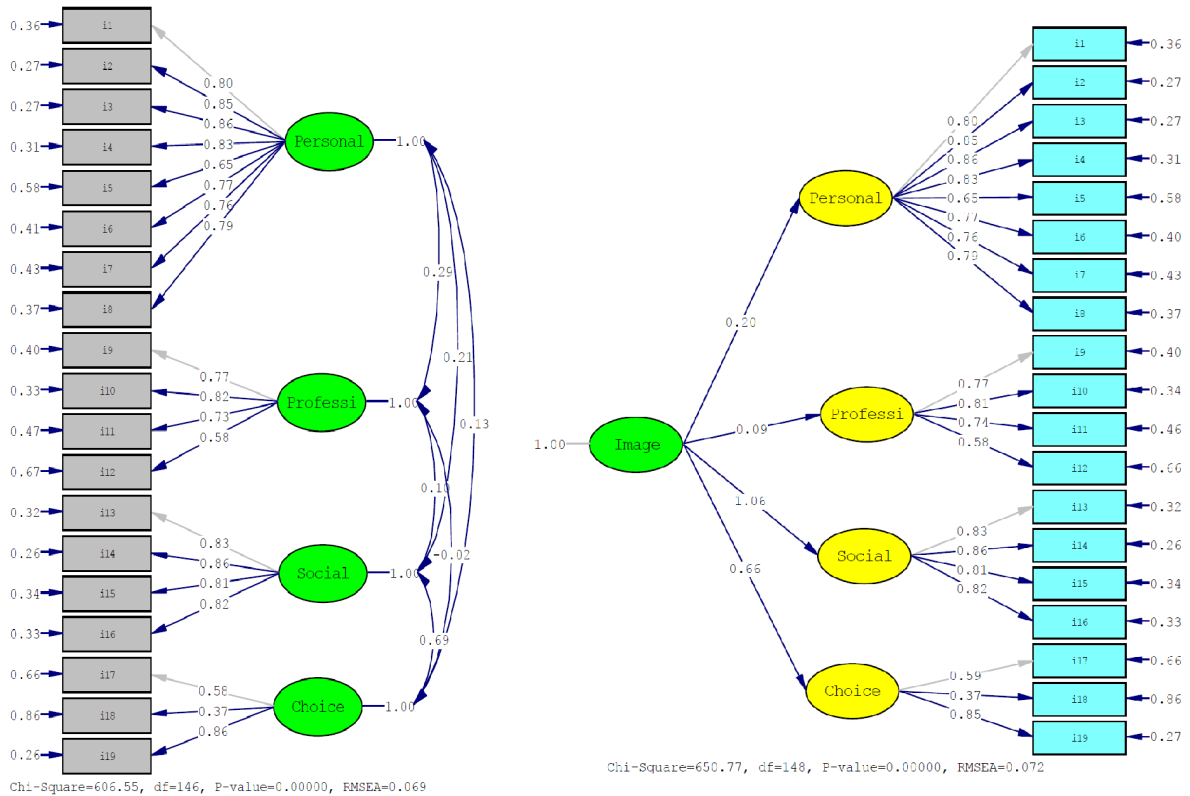 0.36 i1
0.27 i2
0.27 i3
0.31 i4
0.58 i5
0.41 i6
0.43 i7
0.37 i8
0.40 i9
0.33 i10
0.47 i11
0.67 i12
0.32 i13
0.26 i14
0.34 i15
0.33 i16
0.66 i17
0.86 i18
0.26 i19
0.80
0.85
0.86
0.83
0.65
0.77
0.76
0.79
0.77
0.82
0.73
0.58
0.83
0.86
0.81
0.82
0.58
0.37
0.86
Personal 1.00
Professi 1.00
Social 1.00
Choice 1.00
0.29
0.21
0.13
0.10
-0.02
0.69
Chi-Square=606.55, df=146, P-value=0.00000, RMSEA=0.069
1.00 Image
0.20
0.09
1.06
0.66
Personal
Professi
Social
Choice
0.80
0.85
0.86
0.83
0.65
0.77
0.76
0.79
0.77
0.81
0.74
0.58
0.83
0.86
0.81
0.82
0.59
0.37
0.85
i1 0.36
i2 0.27
i3 0.27
i4 0.31
i5 0.58
i6 0.40
i7 0.43
i8 0.37
i9 0.40
i10 0.34
i11 0.46
i12 0.66
i13 0.32
i14 0.26
i15 0.34
i16 0.33
i17 0.66
i18 0.86
i19 0.27
Chi-Square=650.77, df=148, P-value=0.00000, RMSEA=0.072